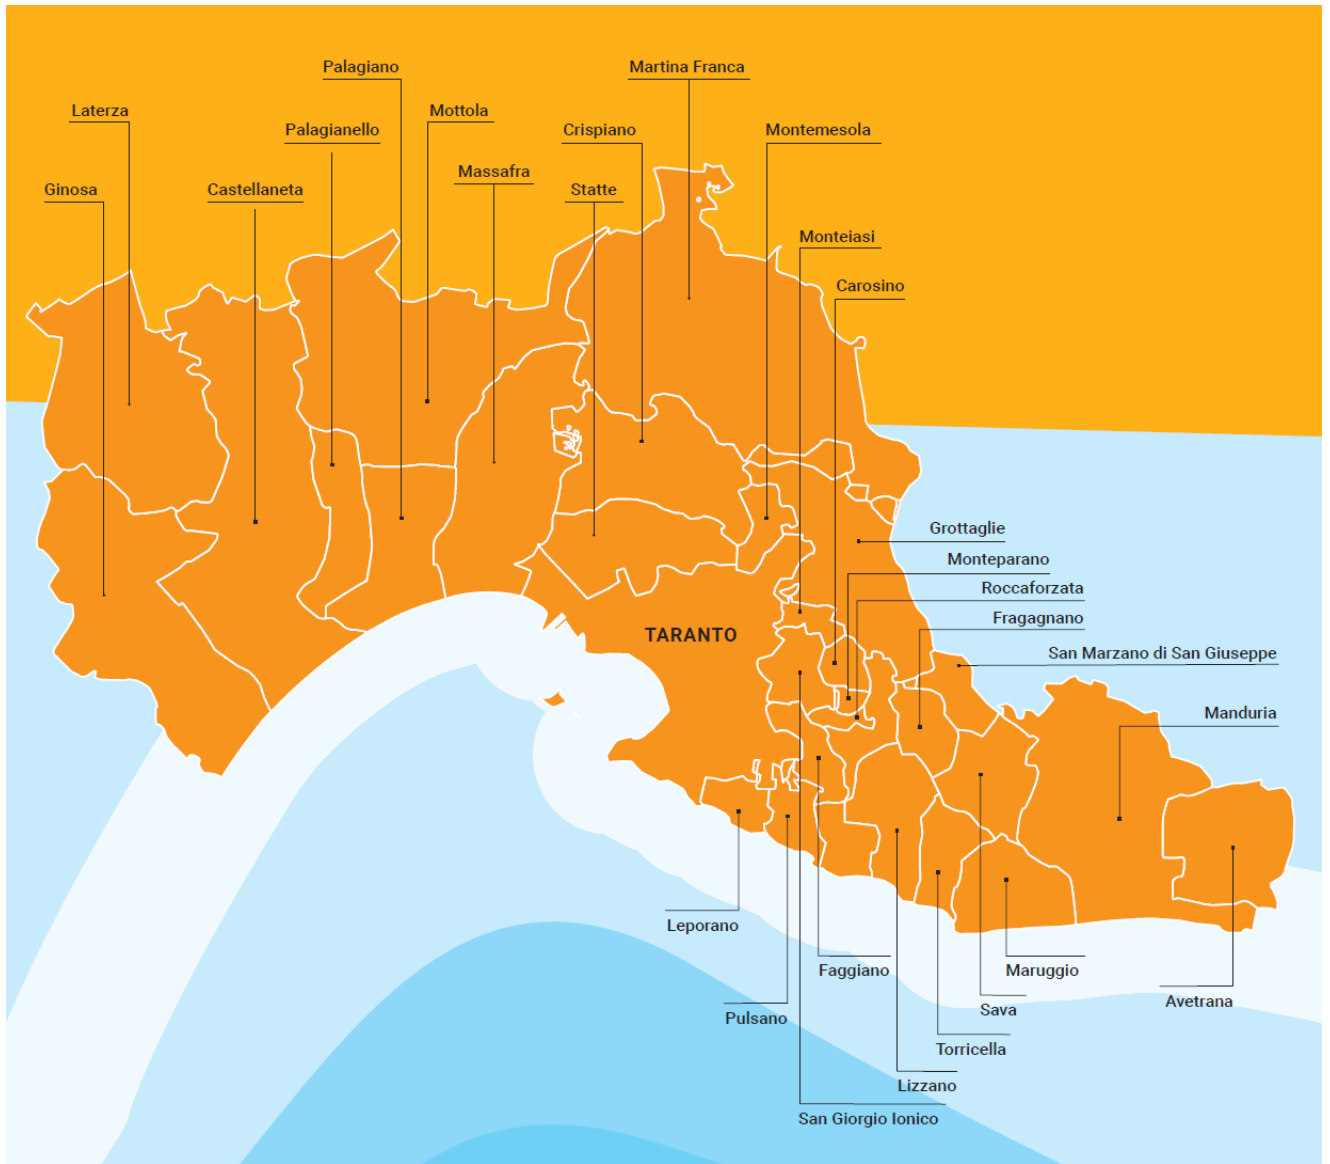 Palagiano
Martina Franca
Laterza
Mottola
Palagianello
Crispiano
Montemesola
Massafra
Ginosa
Castellaneta
Statte
Monteiasi
Carosino
Grottaglie
Monteparano
Roccaforzata
Fragagnano
TARANTO
San Marzano di San Giuseppe
Manduria
Leporano
Faggiano
Maruggio
Avetrana
Sava
Pulsano
Torricella
Lizzano
San Giorgio Ionico